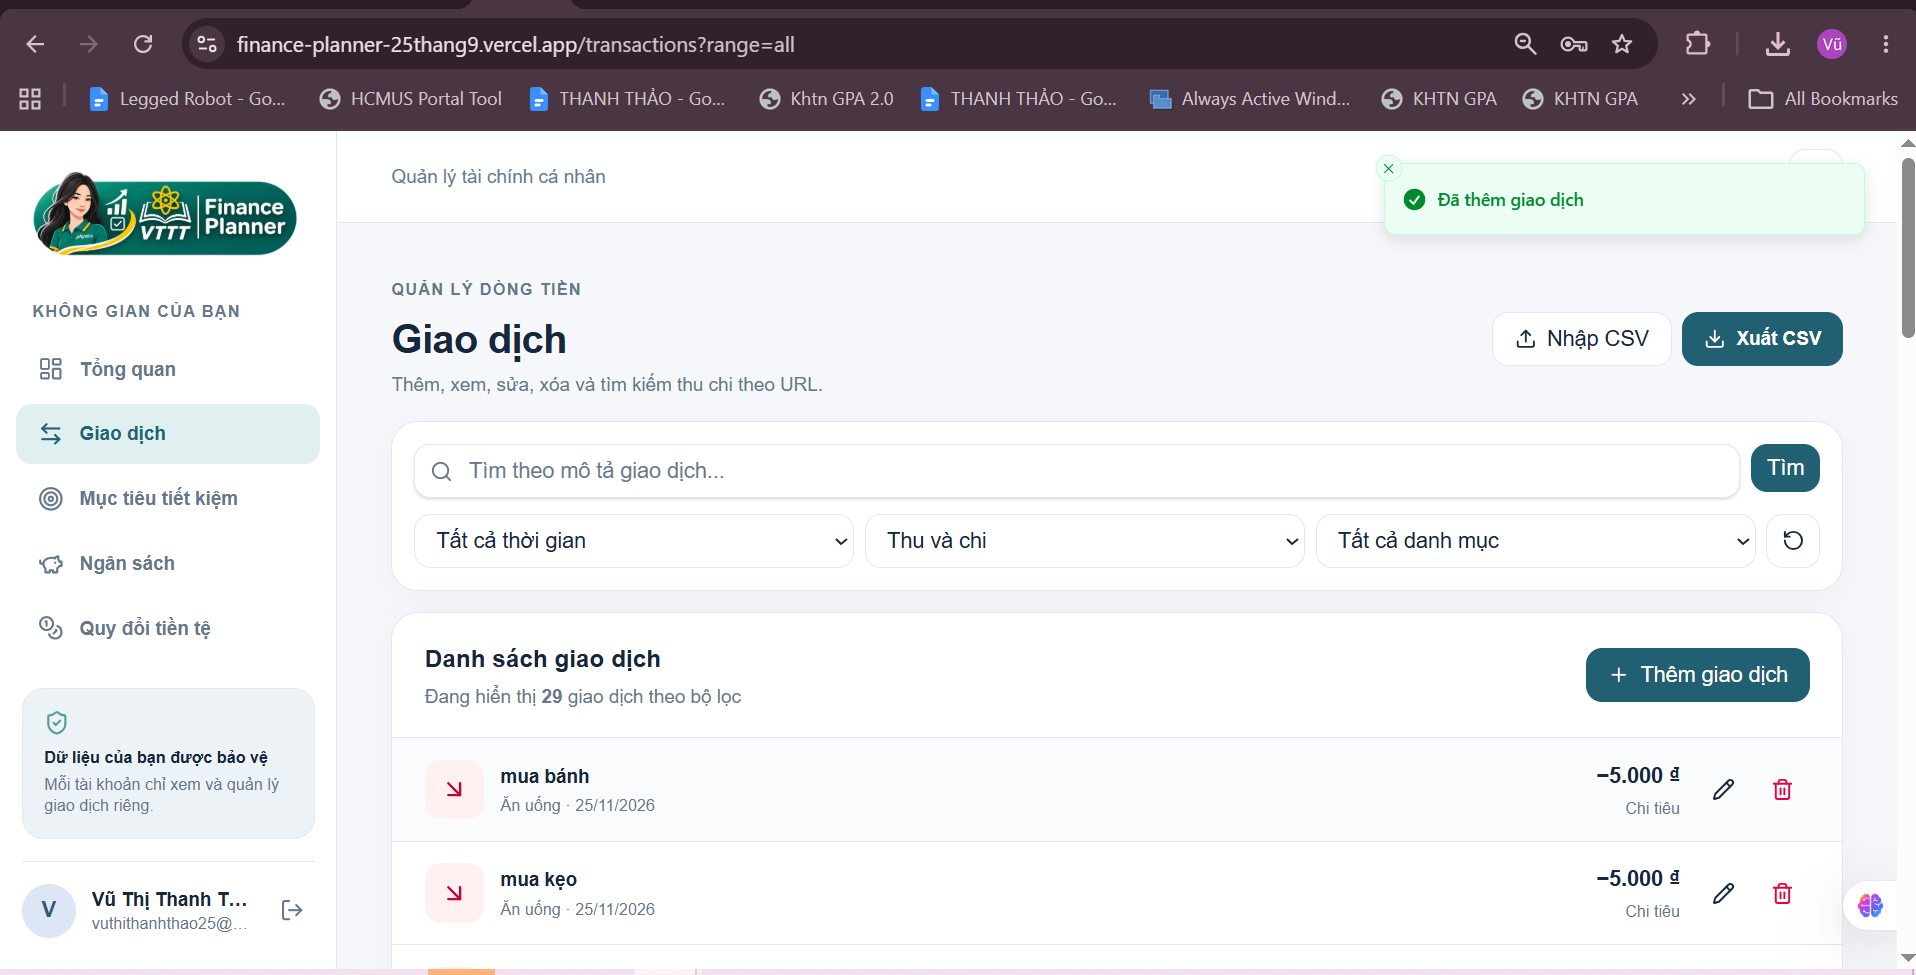 finance-planner-25thang9.vercel.app/transactions?range=all
Vũ
Legged Robot - Go...
HCMUS Portal Tool
THANH THẢO - Go...
Khtn GPA 2.0
THANH THẢO - Go...
Always Active Wind...
KHTN GPA
KHTN GPA
All Bookmarks
physics
VTTT
Finance
Planner
Quản lý tài chính cá nhân
Đã thêm giao dịch
KHÔNG GIAN CỦA BẠN
Tổng quan
Giao dịch
Mục tiêu tiết kiệm
Ngân sách
Quy đổi tiền tệ
Dữ liệu của bạn được bảo vệ
Mỗi tài khoản chỉ xem và quản lý
giao dịch riêng.
V
Vũ Thị Thanh T...
vuthithanhthao25@...
QUẢN LÝ DÒNG TIỀN
Giao dịch
Thêm, xem, sửa, xóa và tìm kiếm thu chi theo URL.
Nhập CSV
Xuất CSV
Tìm theo mô tả giao dịch...
Tìm
Tất cả thời gian
Thu và chi
Tất cả danh mục
Danh sách giao dịch
Đang hiển thị 29 giao dịch theo bộ lọc
+ Thêm giao dịch
mua bánh
Ăn uống · 25/11/2026
−5.000 ₫
Chi tiêu
mua kẹo
Ăn uống · 25/11/2026
−5.000 ₫
Chi tiêu